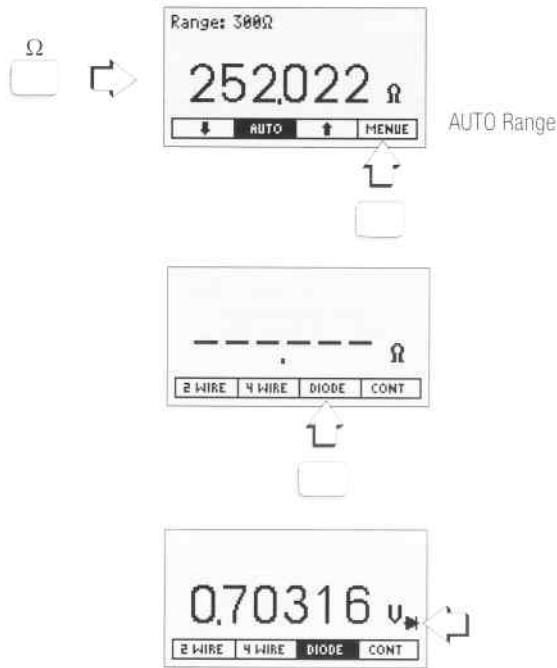 Range: 300Ω
Ω
252.022 Ω
AUTO MENUE
AUTO Range
______.  Ω
2 WIRE 4 WIRE DIODE CONT
0.70316 V
2 WIRE 4 WIRE DIODE CONT